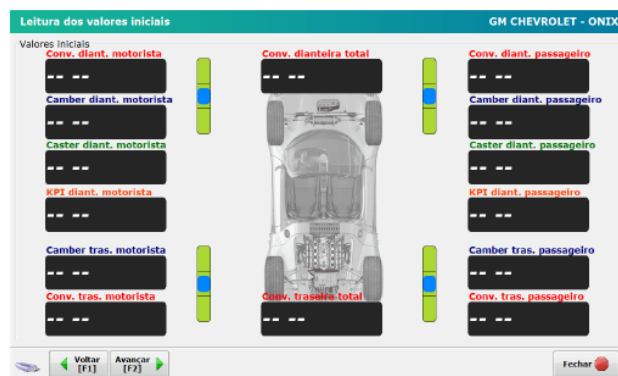 Leitura dos valores iniciais GM CHEVROLET - ONIX
Valores iniciais
Conv. diant. motorista Conv. dianteira total Conv. diant. passageiro
-- -- -- -- -- --
Camber diant. motorista Camber diant. passageiro
-- -- -- --
Caster diant. motorista Caster diant. passageiro
-- -- -- --
KPI diant. motorista KPI diant. passageiro
-- -- -- --
Camber tras. motorista Camber tras. passageiro
-- -- -- --
Conv. tras. motorista Conv. traseira total Conv. tras. passageiro
-- -- -- -- -- --
Voltar Avançar Fechar
[F1] [F2]